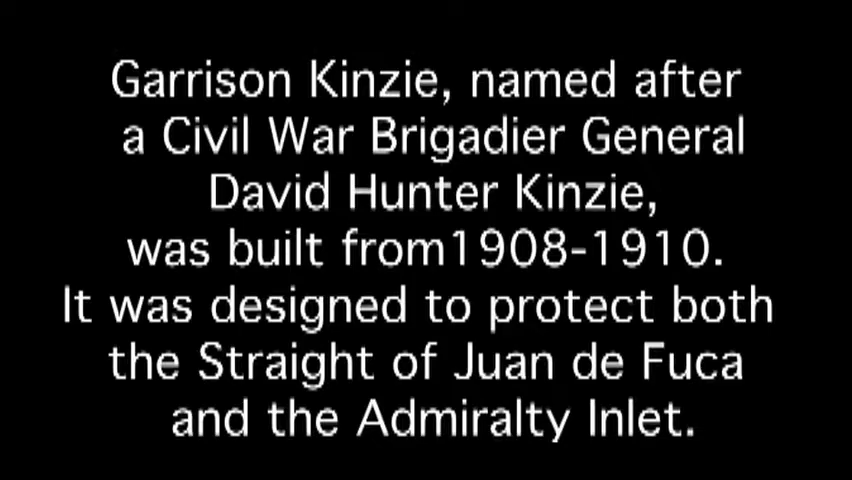 Garrison Kinzie, named after
a Civil War Brigadier General
David Hunter Kinzie,
was built from1908-1910.
It was designed to protect both
the Straight of Juan de Fuca
and the Admiralty Inlet.